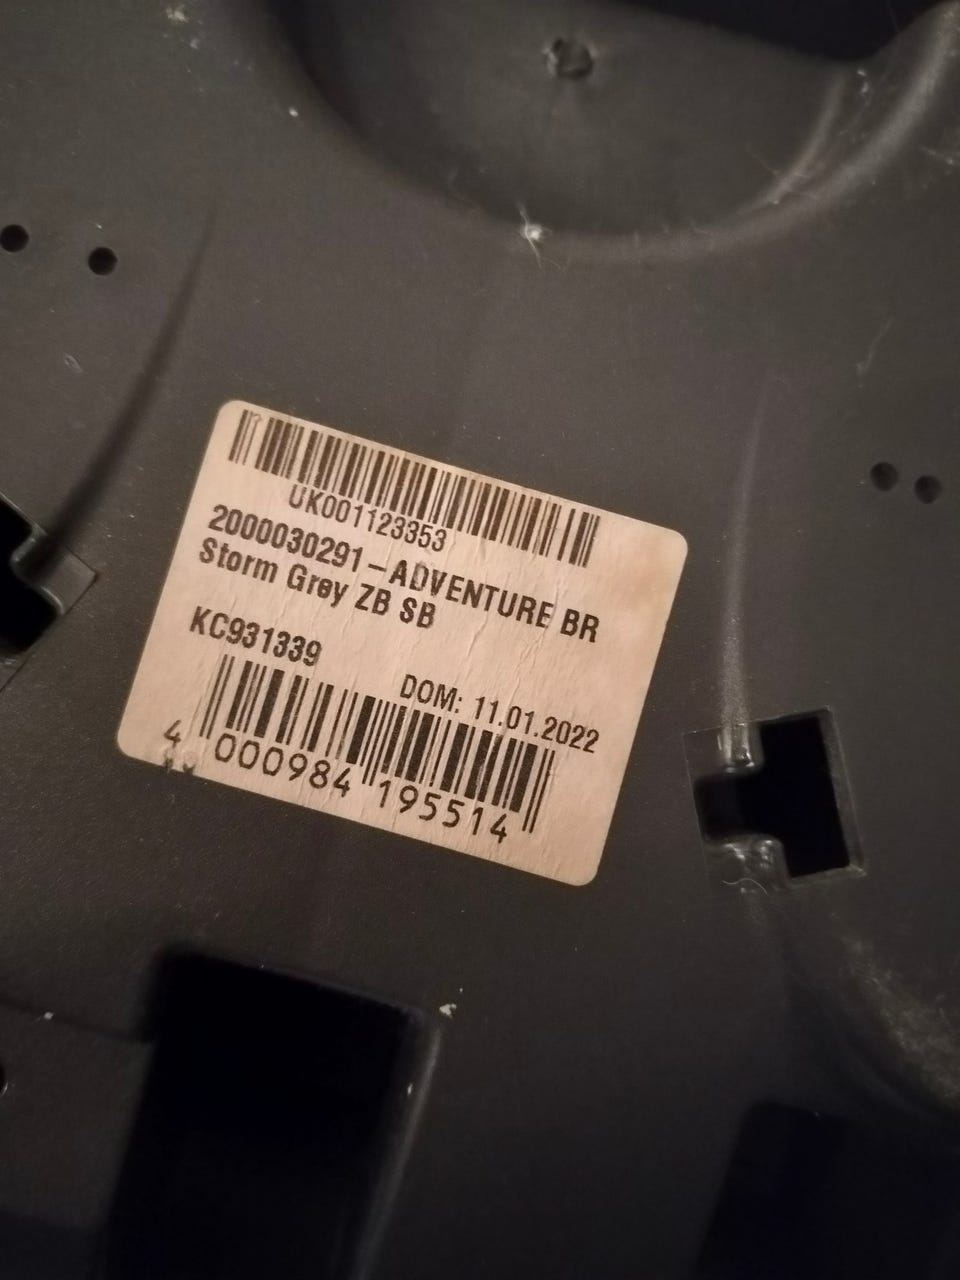 UK001123353
2000030291-ADVENTURE BR
Storm Grey ZB SB
KC931339
DOM: 11.01.2022
4 000984 195514